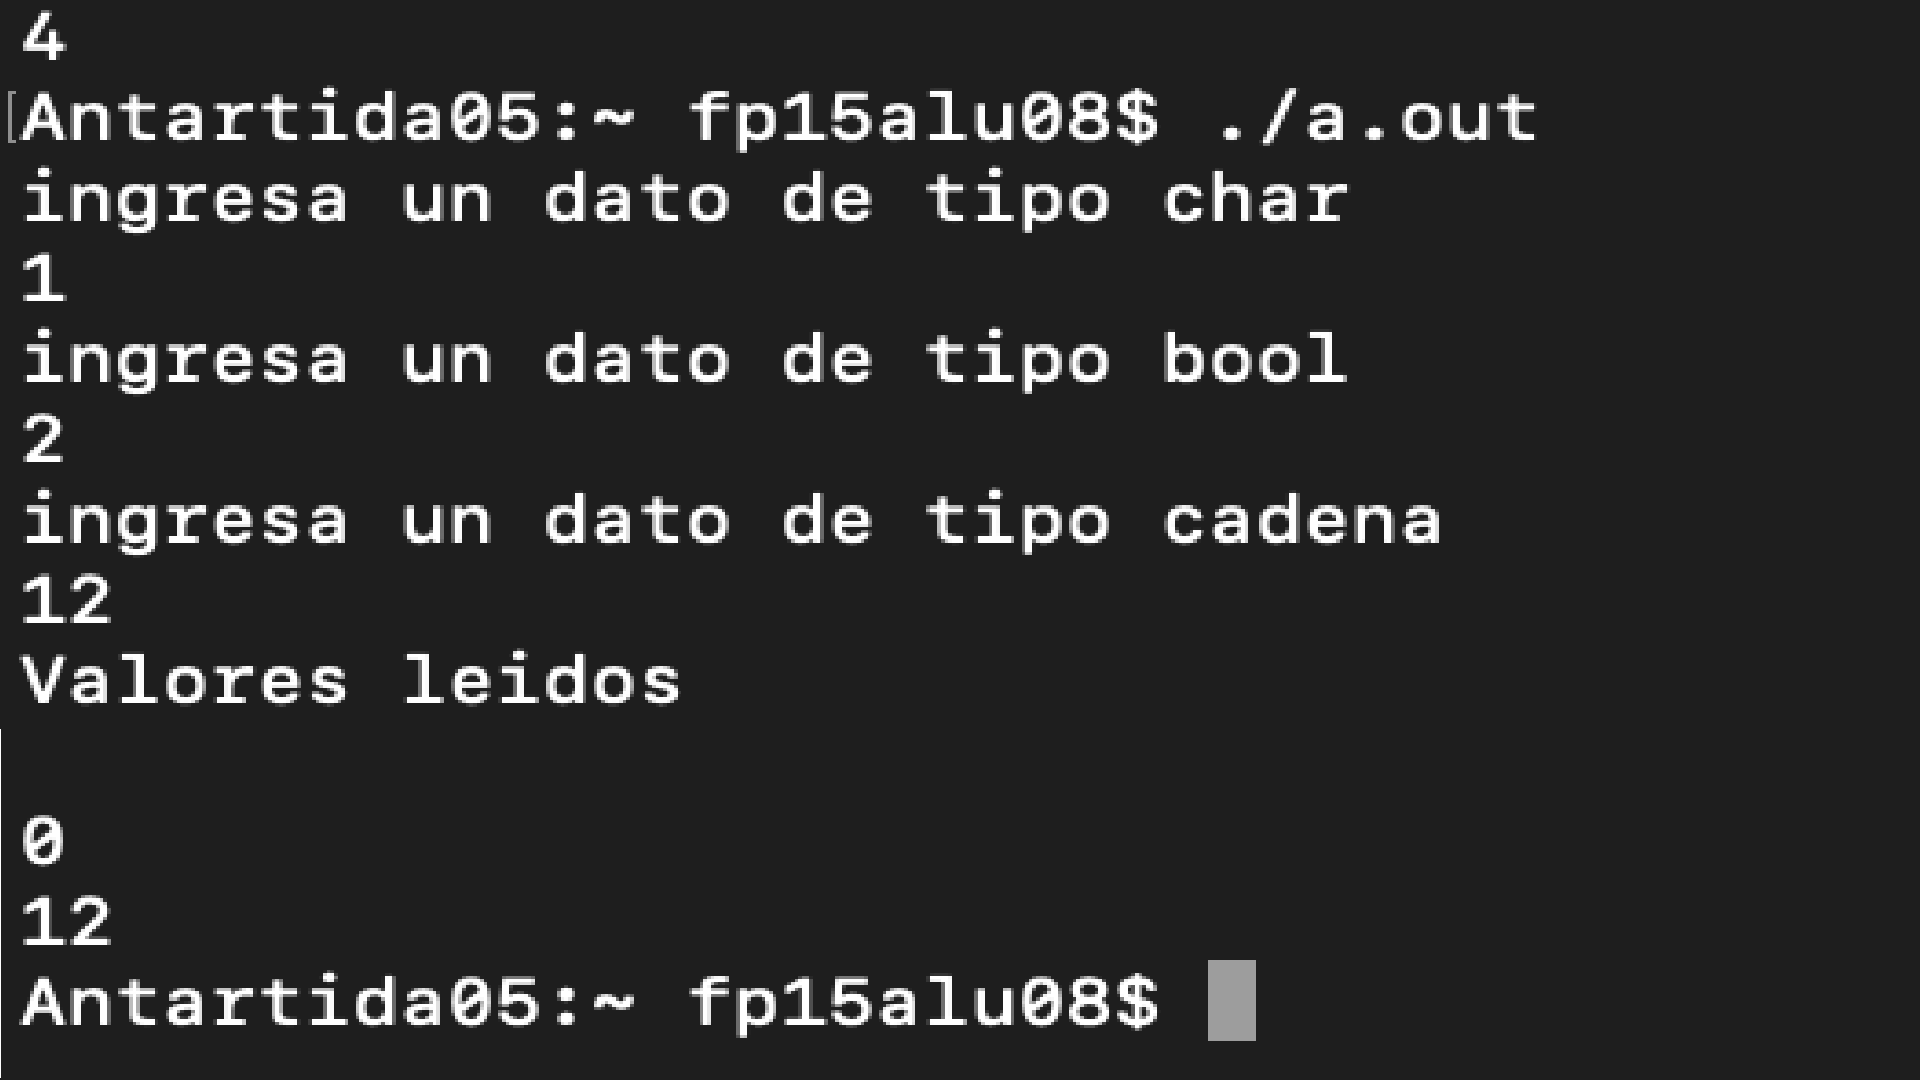 4
[Antartida05:~ fp15alu08$ ./a.out
ingresa un dato de tipo char
1
ingresa un dato de tipo bool
2
ingresa un dato de tipo cadena
12
Valores leidos
0
12
Antartida05:~ fp15alu08$